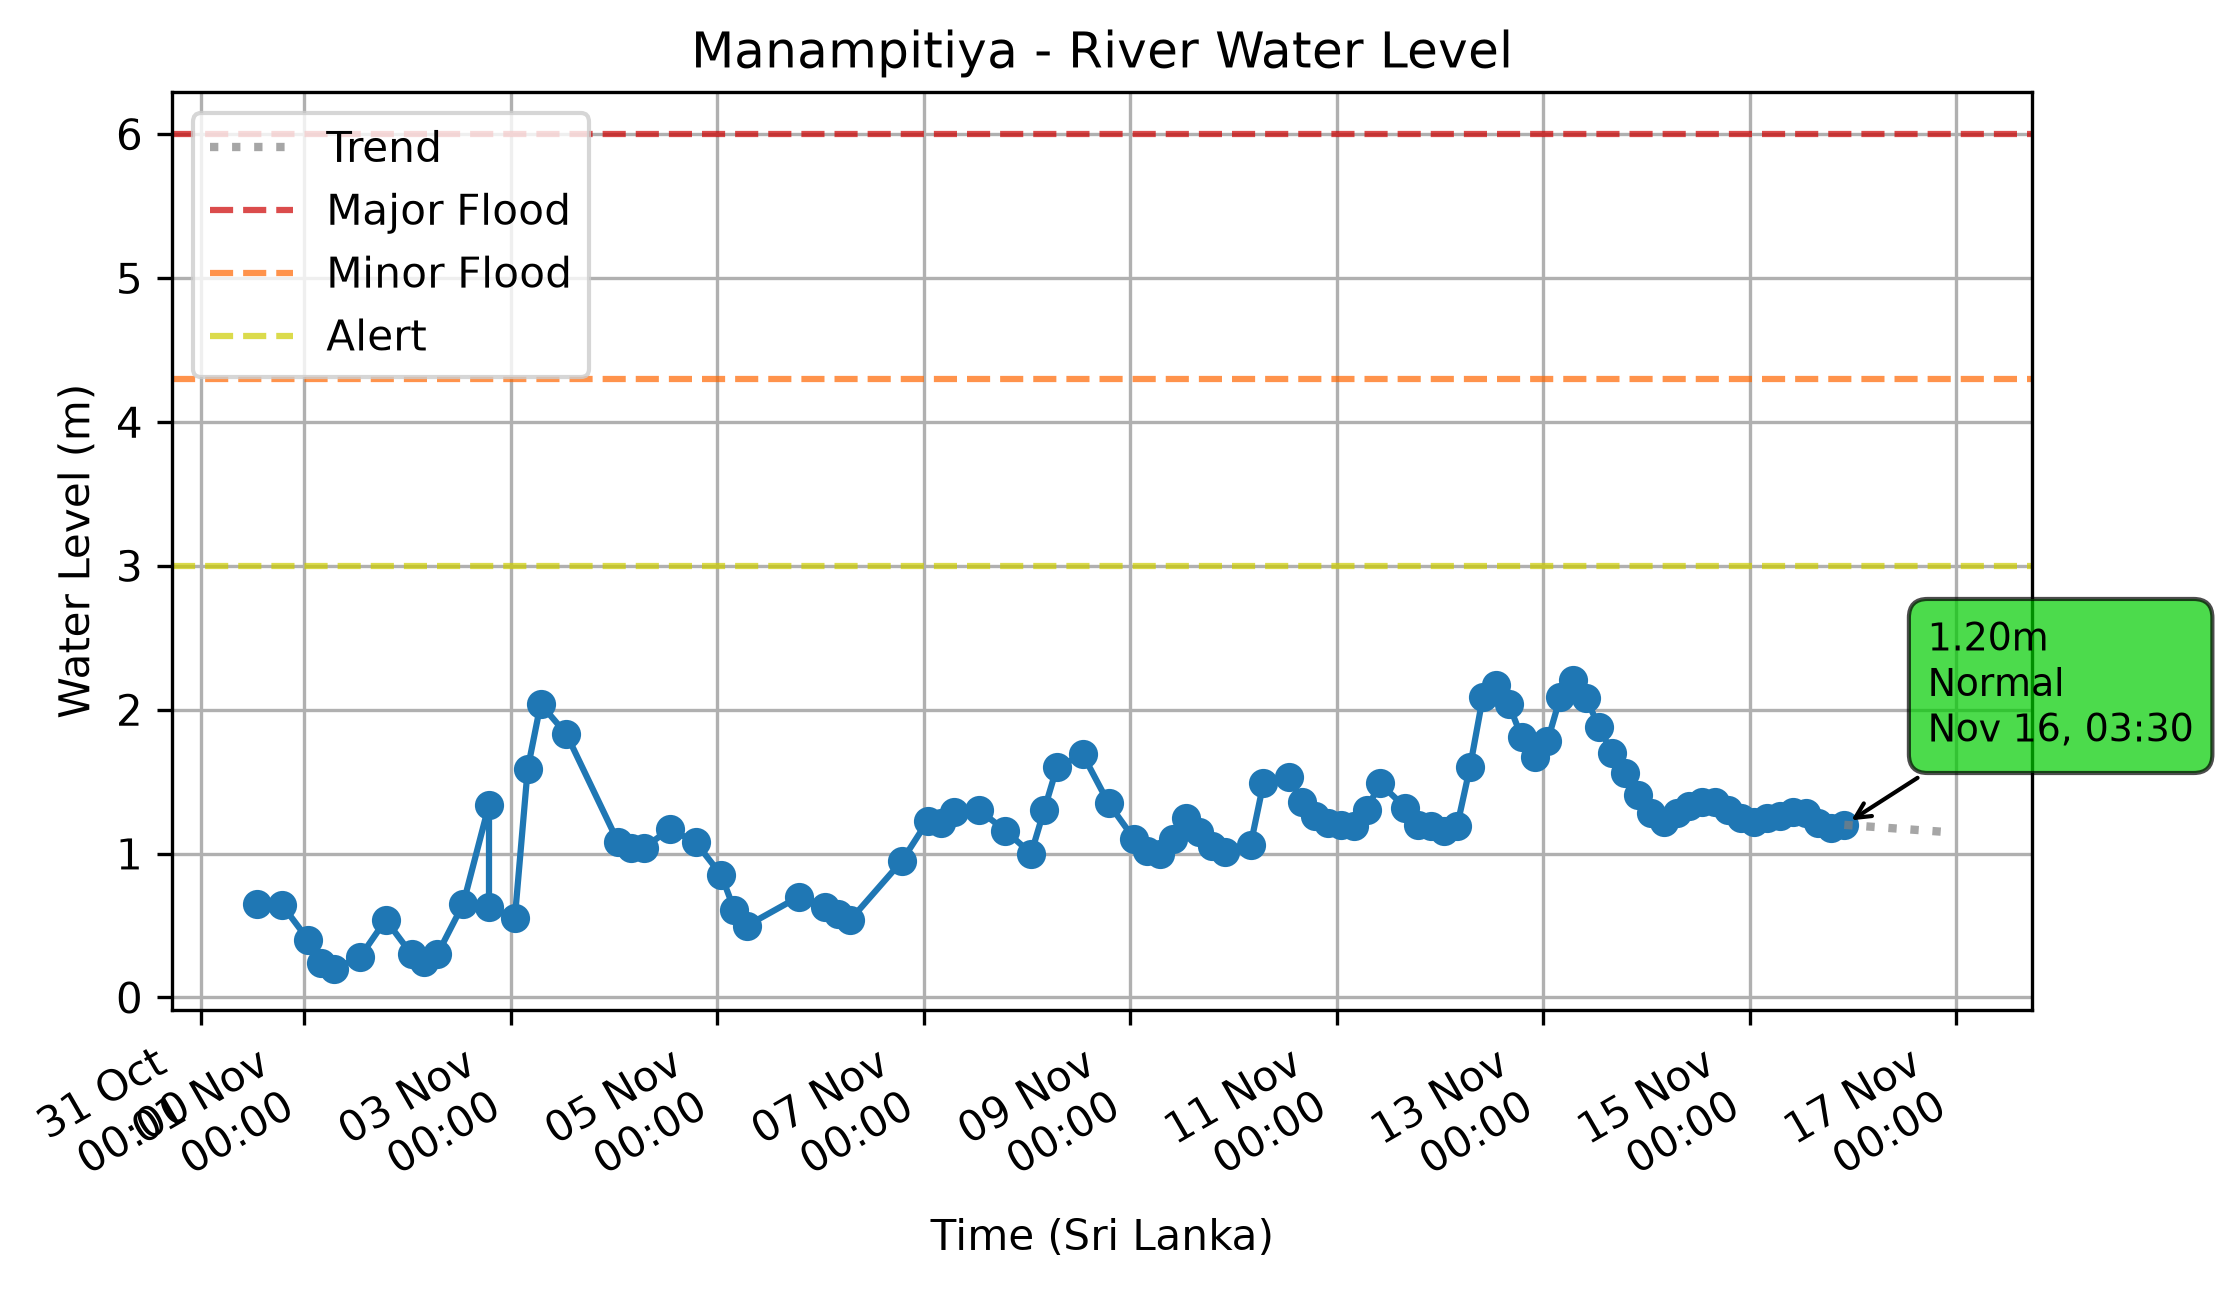 Manampitiya - River Water Level
Trend
Major Flood
Minor Flood
Alert
Water Level (m)
6
5
4
3
2
1
0
1.20m
Normal
Nov 16, 03:30
31 Oct
00:00
01 Nov
00:00
03 Nov
00:00
05 Nov
00:00
07 Nov
00:00
09 Nov
00:00
11 Nov
00:00
13 Nov
00:00
15 Nov
00:00
17 Nov
00:00
Time (Sri Lanka)